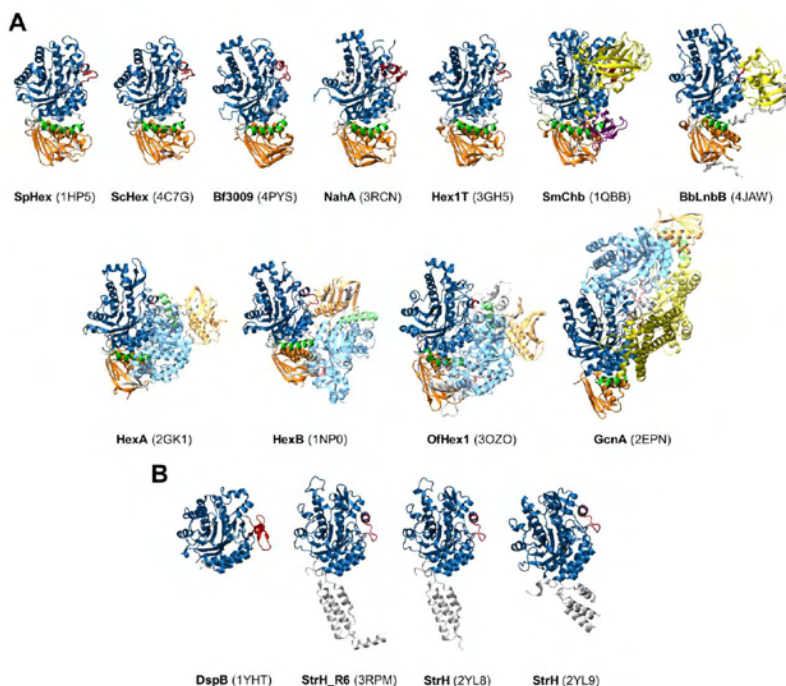 A
SpHex (1HP5) ScHex (4C7G) Bf3009 (4PYS) NahA (3RCN) Hex1T (3GH5) SmChb (1QBB) BbLnbB (4JAW)
HexA (2GK1) HexB (1NP0) OfHex1 (3OZO) GcnA (2EPN)
B
DspB (1YHT) StrH_R6 (3RPM) StrH (2YL8) StrH (2YL9)